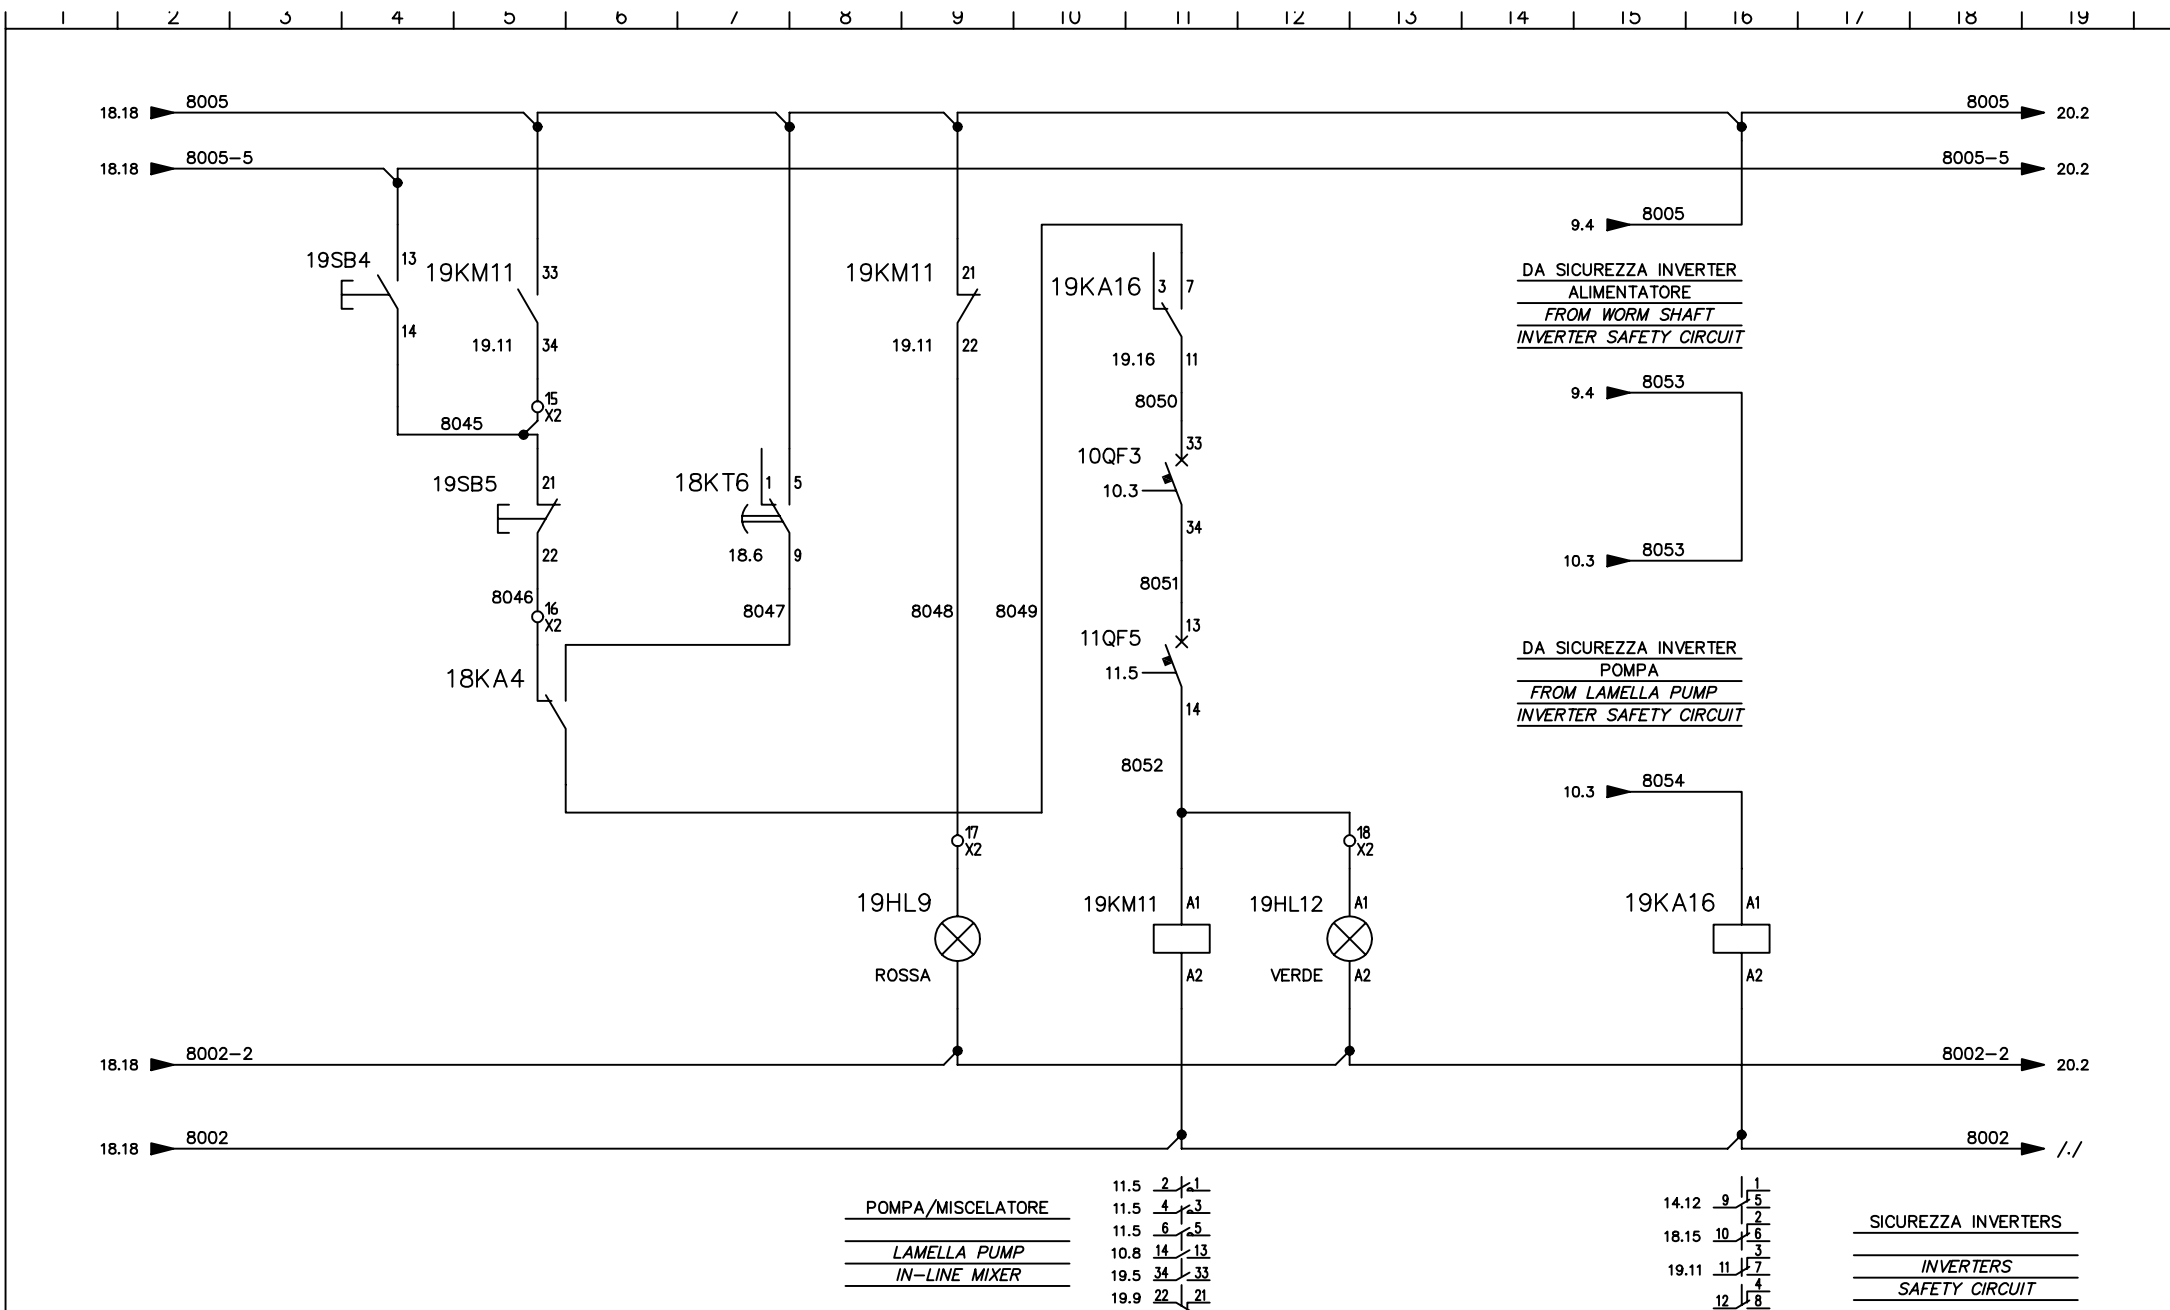 1 2 3 4 5 6 7 8 9 10 11 12 13 14 15 16 17 18 19
18.18 8005 8005 20.2
18.18 8005-5 8005-5 20.2
9.4 8005
19SB4 13 14
19KM11 33 34 19.11
15 X2
8045
19SB5 21 22
8046
16 X2
18KA4
18KT6 1 5 9 18.6
8047
19KM11 21 22 19.11
8048
8049
17 X2
19HL9
ROSSA
19KA16 3 7 11 19.16
8050
10QF3 33 34 10.3
8051
11QF5 13 14 11.5
8052
19KM11 A1 A2
18 X2
19HL12 A1 A2
VERDE
DA SICUREZZA INVERTER
ALIMENTATORE
FROM WORM SHAFT
INVERTER SAFETY CIRCUIT
9.4 8053
10.3 8053
DA SICUREZZA INVERTER
POMPA
FROM LAMELLA PUMP
INVERTER SAFETY CIRCUIT
10.3 8054
19KA16 A1 A2
18.18 8002-2 8002-2 20.2
18.18 8002 8002 /./
POMPA/MISCELATORE
LAMELLA PUMP
IN-LINE MIXER
11.5 2 1
11.5 4 3
11.5 6 5
10.8 14 13
19.5 34 33
19.9 22 21
1
14.12 9 5
2
18.15 10 6
3
19.11 11 7
4
12 8
SICUREZZA INVERTERS
INVERTERS
SAFETY CIRCUIT